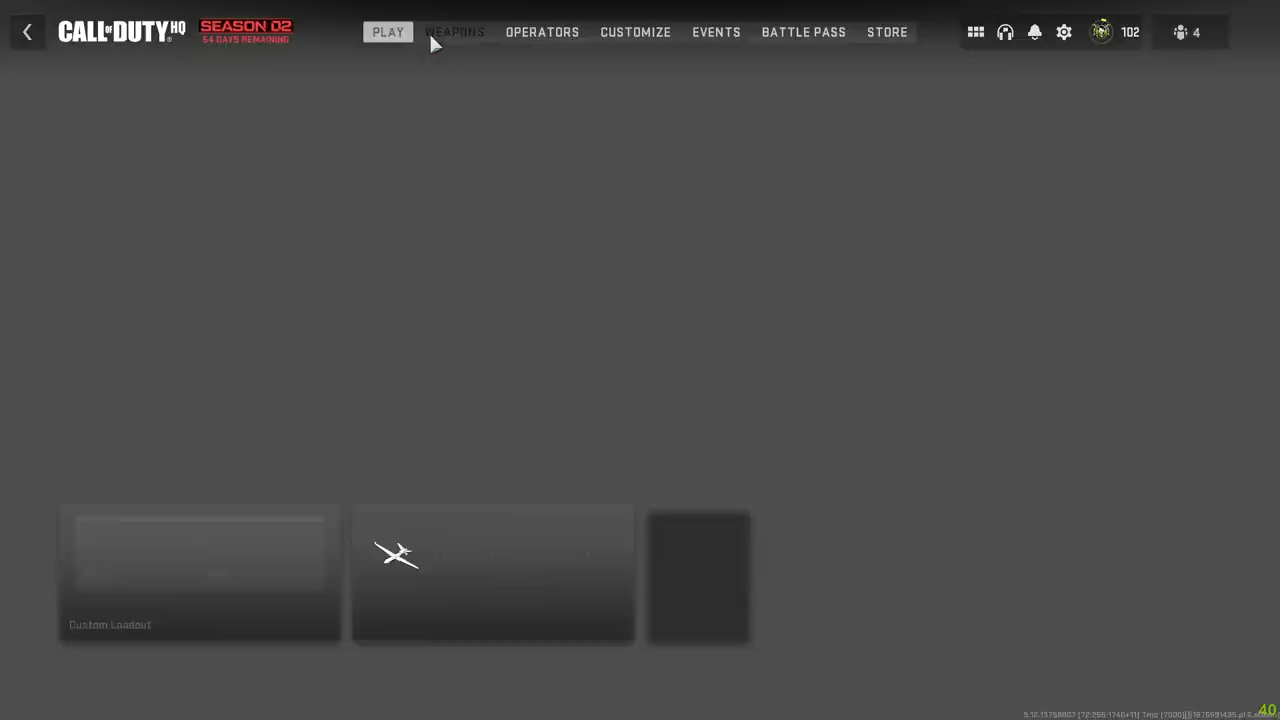 CALL OF DUTY HQ
SEASON 02
54 DAYS REMAINING
PLAY
WEAPONS
OPERATORS
CUSTOMIZE
EVENTS
BATTLE PASS
STORE
102
4
Custom Loadout
40